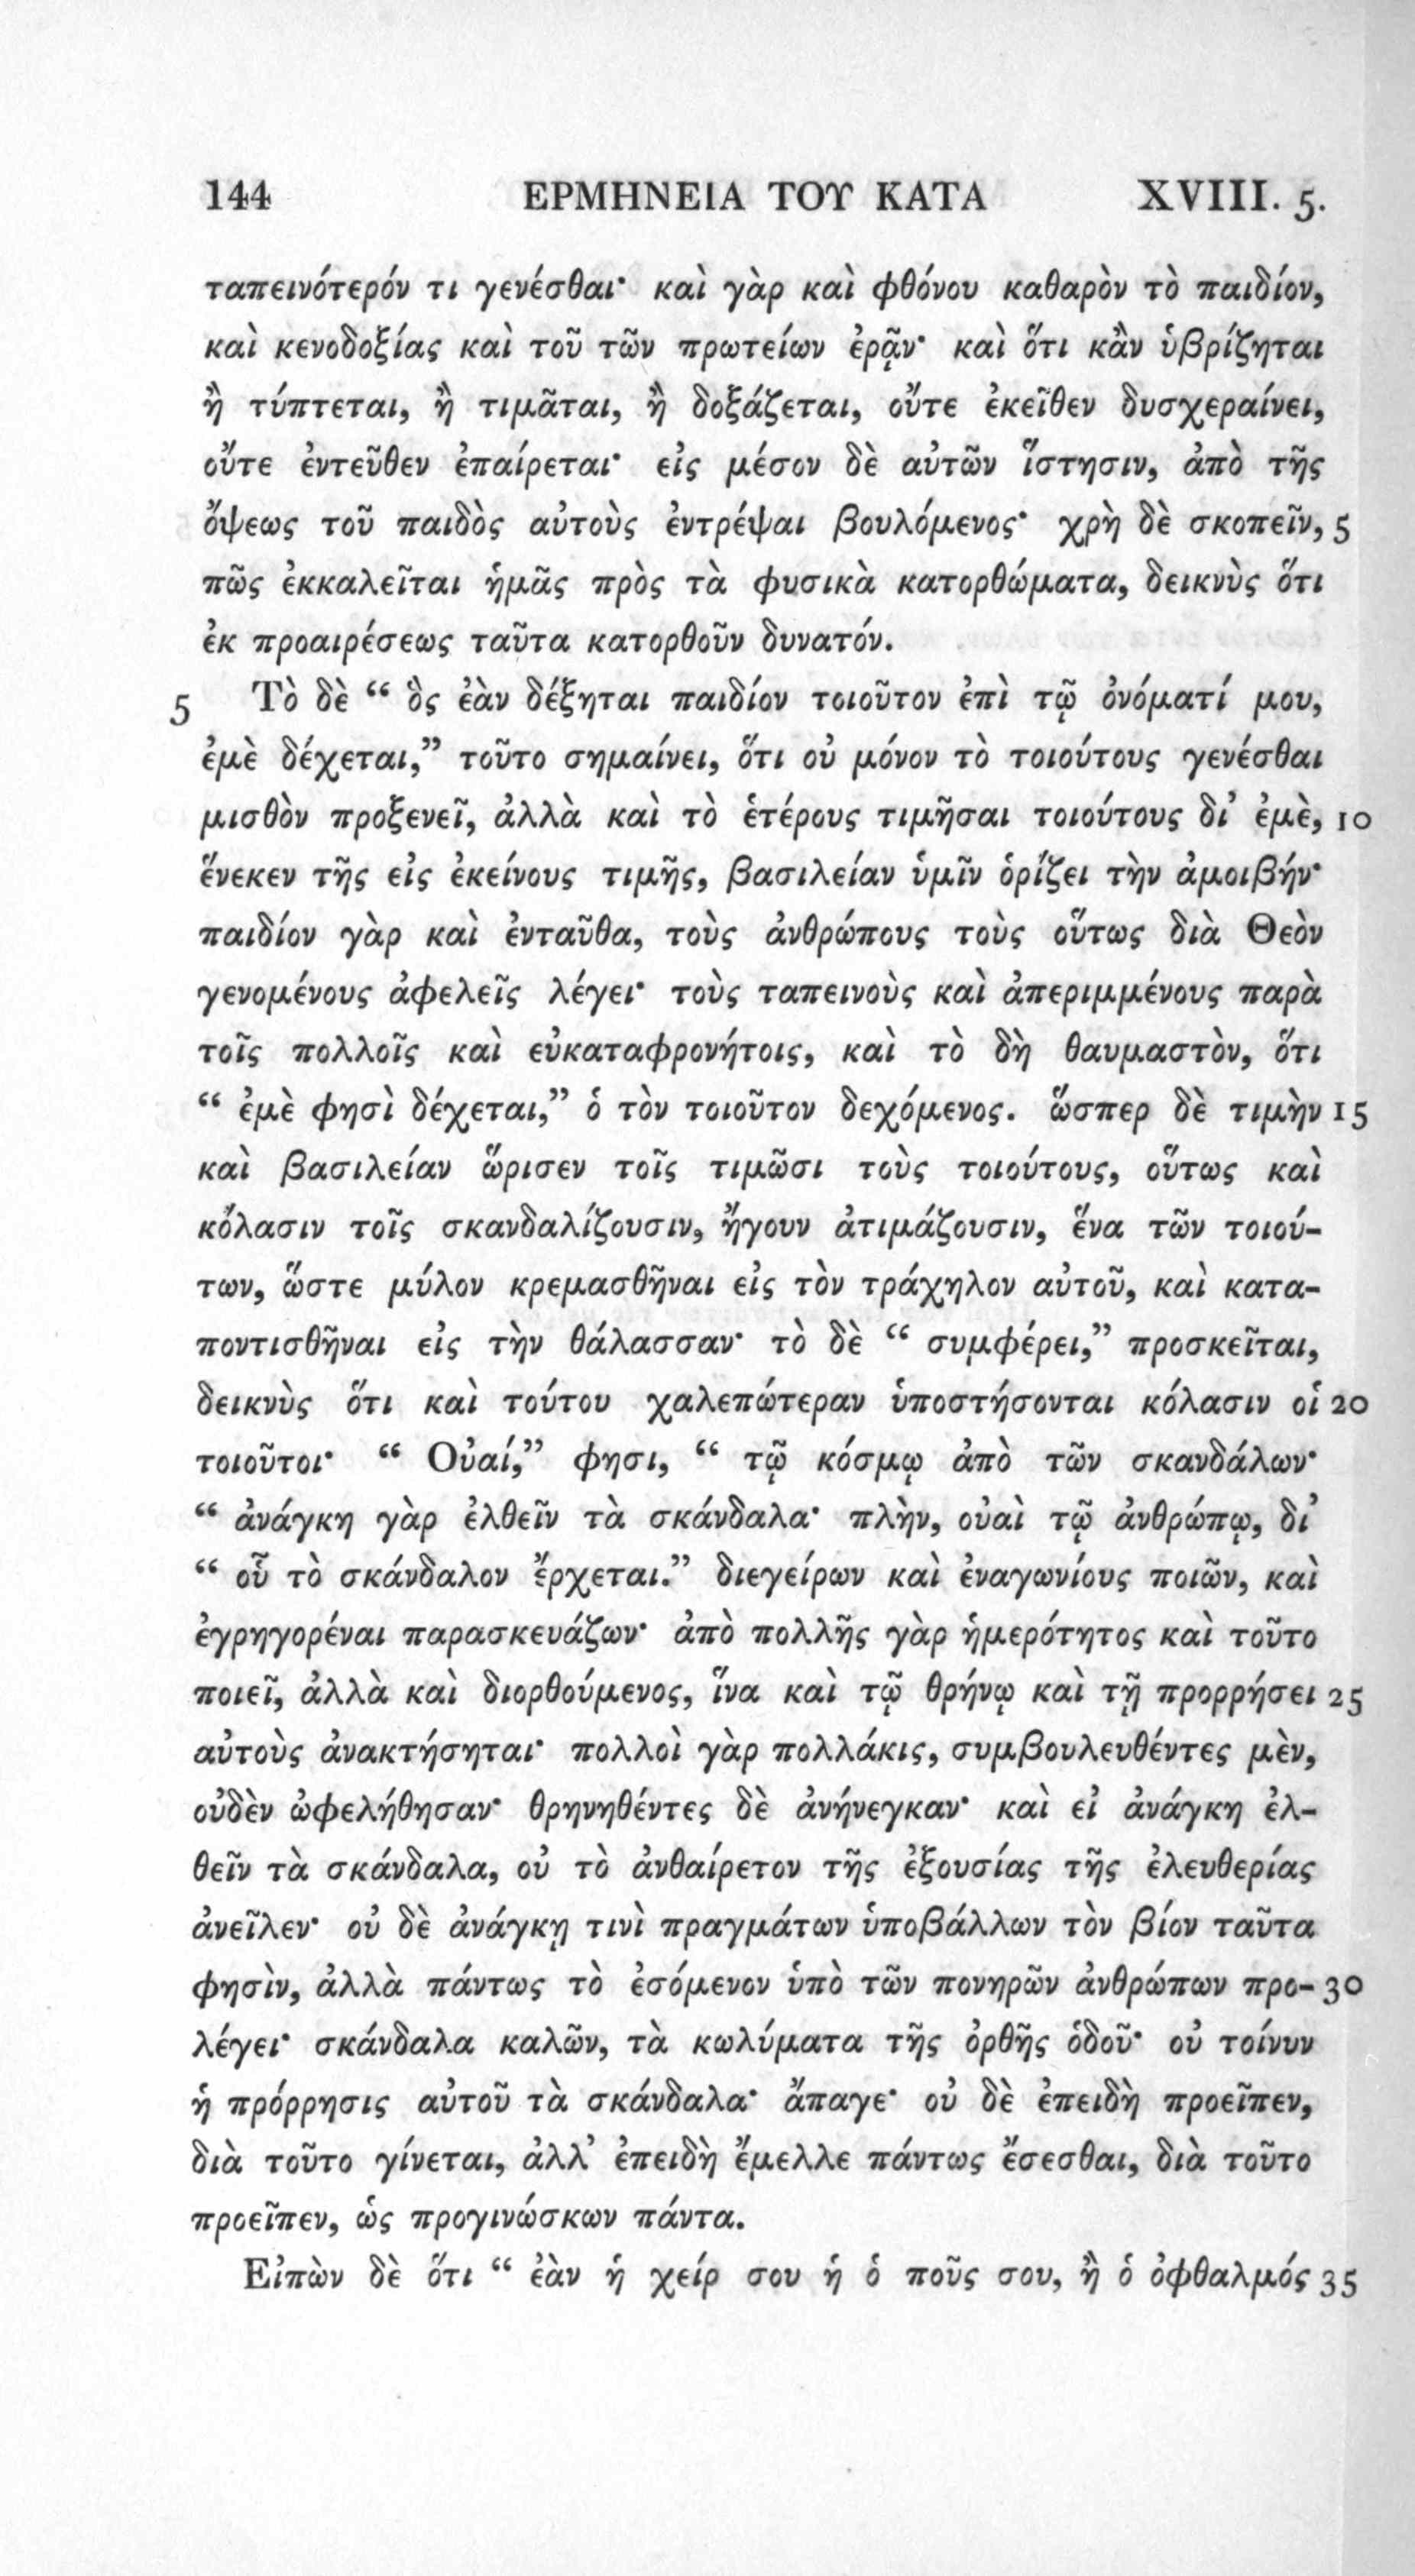 144 ΕΡΜΗΝΕΙΑ ΤΟΥ ΚΑΤΑ XVIII. 5.
ταπεινότερόν τι γενέσθαι· καὶ γὰρ καὶ φθόνου καθαρὸν τὸ παιδίον,
καὶ κενοδοξίας καὶ τοῦ τῶν πρωτείων ἐρᾷν· καὶ ὅτι κἂν ὑβρίζηται
ἢ τύπτεται, ἢ τιμᾶται, ἢ δοξάζεται, οὔτε ἐκεῖθεν δυσχεραίνει,
οὔτε ἐντεῦθεν ἐπαίρεται· εἰς μέσον δὲ αὐτῶν ἵστησιν, ἀπὸ τῆς
ὄψεως τοῦ παιδὸς αὐτοὺς ἐντρέψαι βουλόμενος· χρὴ δὲ σκοπεῖν, 5
πῶς ἐκκαλεῖται ἡμᾶς πρὸς τὰ φυσικὰ κατορθώματα, δεικνὺς ὅτι
ἐκ προαιρέσεως ταῦτα κατορθοῦν δυνατόν.
5 Τὸ δὲ “ ὃς ἐὰν δέξηται παιδίον τοιοῦτον ἐπὶ τῷ ὀνόματί μου,
ἐμὲ δέχεται,” τοῦτο σημαίνει, ὅτι οὐ μόνον τὸ τοιούτους γενέσθαι
μισθὸν προξενεῖ, ἀλλὰ καὶ τὸ ἑτέρους τιμῆσαι τοιούτους δι’ ἐμὲ, 10
ἕνεκεν τῆς εἰς ἐκείνους τιμῆς, βασιλείαν ὑμῖν ὁρίζει τὴν ἀμοιβήν·
παιδίον γὰρ καὶ ἐνταῦθα, τοὺς ἀνθρώπους τοὺς οὕτως διὰ Θεὸν
γενομένους ἀφελεῖς λέγει· τοὺς ταπεινοὺς καὶ ἀπεριμμένους παρὰ
τοῖς πολλοῖς καὶ εὐκαταφρονήτοις, καὶ τὸ δὴ θαυμαστὸν, ὅτι
“ ἐμὲ φησὶ δέχεται,” ὁ τὸν τοιοῦτον δεχόμενος. ὥσπερ δὲ τιμὴν 15
καὶ βασιλείαν ὥρισεν τοῖς τιμῶσι τοὺς τοιούτους, οὕτως καὶ
κόλασιν τοῖς σκανδαλίζουσιν, ἤγουν ἀτιμάζουσιν, ἕνα τῶν τοιού-
των, ὥστε μύλον κρεμασθῆναι εἰς τὸν τράχηλον αὐτοῦ, καὶ κατα-
ποντισθῆναι εἰς τὴν θάλασσαν· τὸ δὲ “ συμφέρει,” προσκεῖται,
δεικνὺς ὅτι καὶ τούτου χαλεπώτεραν ὑποστήσονται κόλασιν οἱ 20
τοιοῦτοι· “ Οὐαί,” φησι, “ τῷ κόσμῳ ἀπὸ τῶν σκανδάλων·
“ ἀνάγκη γὰρ ἐλθεῖν τὰ σκάνδαλα· πλὴν, οὐαὶ τῷ ἀνθρώπῳ, δι’
“ οὗ τὸ σκάνδαλον ἔρχεται.” διεγείρων καὶ ἐναγωνίους ποιῶν, καὶ
ἐγρηγορέναι παρασκευάζων· ἀπὸ πολλῆς γὰρ ἡμερότητος καὶ τοῦτο
ποιεῖ, ἀλλὰ καὶ διορθούμενος, ἵνα καὶ τῷ θρήνῳ καὶ τῇ προρρήσει 25
αὐτοὺς ἀνακτήσηται· πολλοὶ γὰρ πολλάκις, συμβουλευθέντες μὲν,
οὐδὲν ὠφελήθησαν· θρηνηθέντες δὲ ἀνήνεγκαν· καὶ εἰ ἀνάγκη ἐλ-
θεῖν τὰ σκάνδαλα, οὐ τὸ ἀνθαίρετον τῆς ἐξουσίας τῆς ἐλευθερίας
ἀνεῖλεν· οὐ δὲ ἀνάγκῃ τινὶ πραγμάτων ὑποβάλλων τὸν βίον ταῦτα
φησὶν, ἀλλὰ πάντως τὸ ἐσόμενον ὑπὸ τῶν πονηρῶν ἀνθρώπων προ- 30
λέγει· σκάνδαλα καλῶν, τὰ κωλύματα τῆς ὀρθῆς ὁδοῦ· οὐ τοίνυν
ἡ πρόρρησις αὐτοῦ τὰ σκάνδαλα· ἄπαγε· οὐ δὲ ἐπειδὴ προεῖπεν,
διὰ τοῦτο γίνεται, ἀλλ’ ἐπειδὴ ἔμελλε πάντως ἔσεσθαι, διὰ τοῦτο
προεῖπεν, ὡς προγινώσκων πάντα.
Εἰπὼν δὲ ὅτι “ ἐὰν ἡ χείρ σου ἡ ὁ ποῦς σου, ἢ ὁ ὀφθαλμός 35